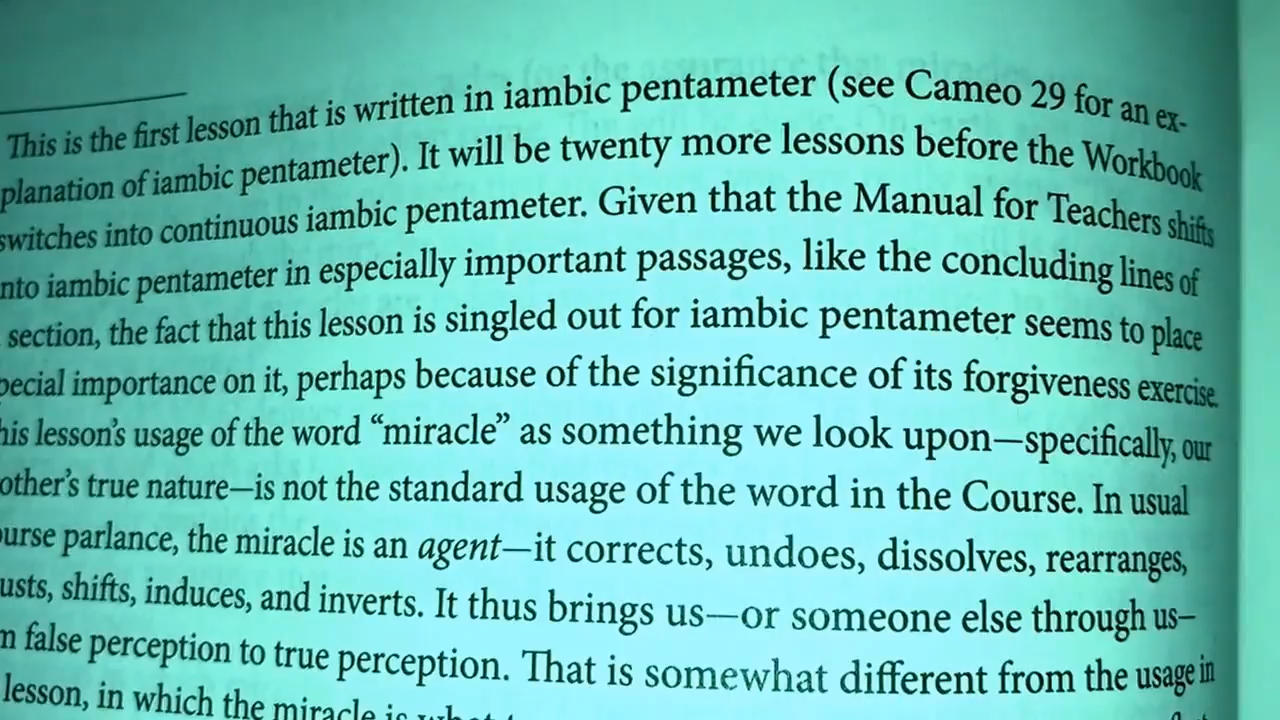 This is the first lesson that is written in iambic pentameter (see Cameo 29 for an ex-
planation of iambic pentameter). It will be twenty more lessons before the Workbook
switches into continuous iambic pentameter. Given that the Manual for Teachers shifts
nto iambic pentameter in especially important passages, like the concluding lines of
section, the fact that this lesson is singled out for iambic pentameter seems to place
pecial importance on it, perhaps because of the significance of its forgiveness exercise.
his lesson's usage of the word “miracle” as something we look upon—specifically, our
other's true nature—is not the standard usage of the word in the Course. In usual
ourse parlance, the miracle is an agent—it corrects, undoes, dissolves, rearranges,
usts, shifts, induces, and inverts. It thus brings us—or someone else through us—
m false perception to true perception. That is somewhat different from the usage in
lesson, in which the miracle is what